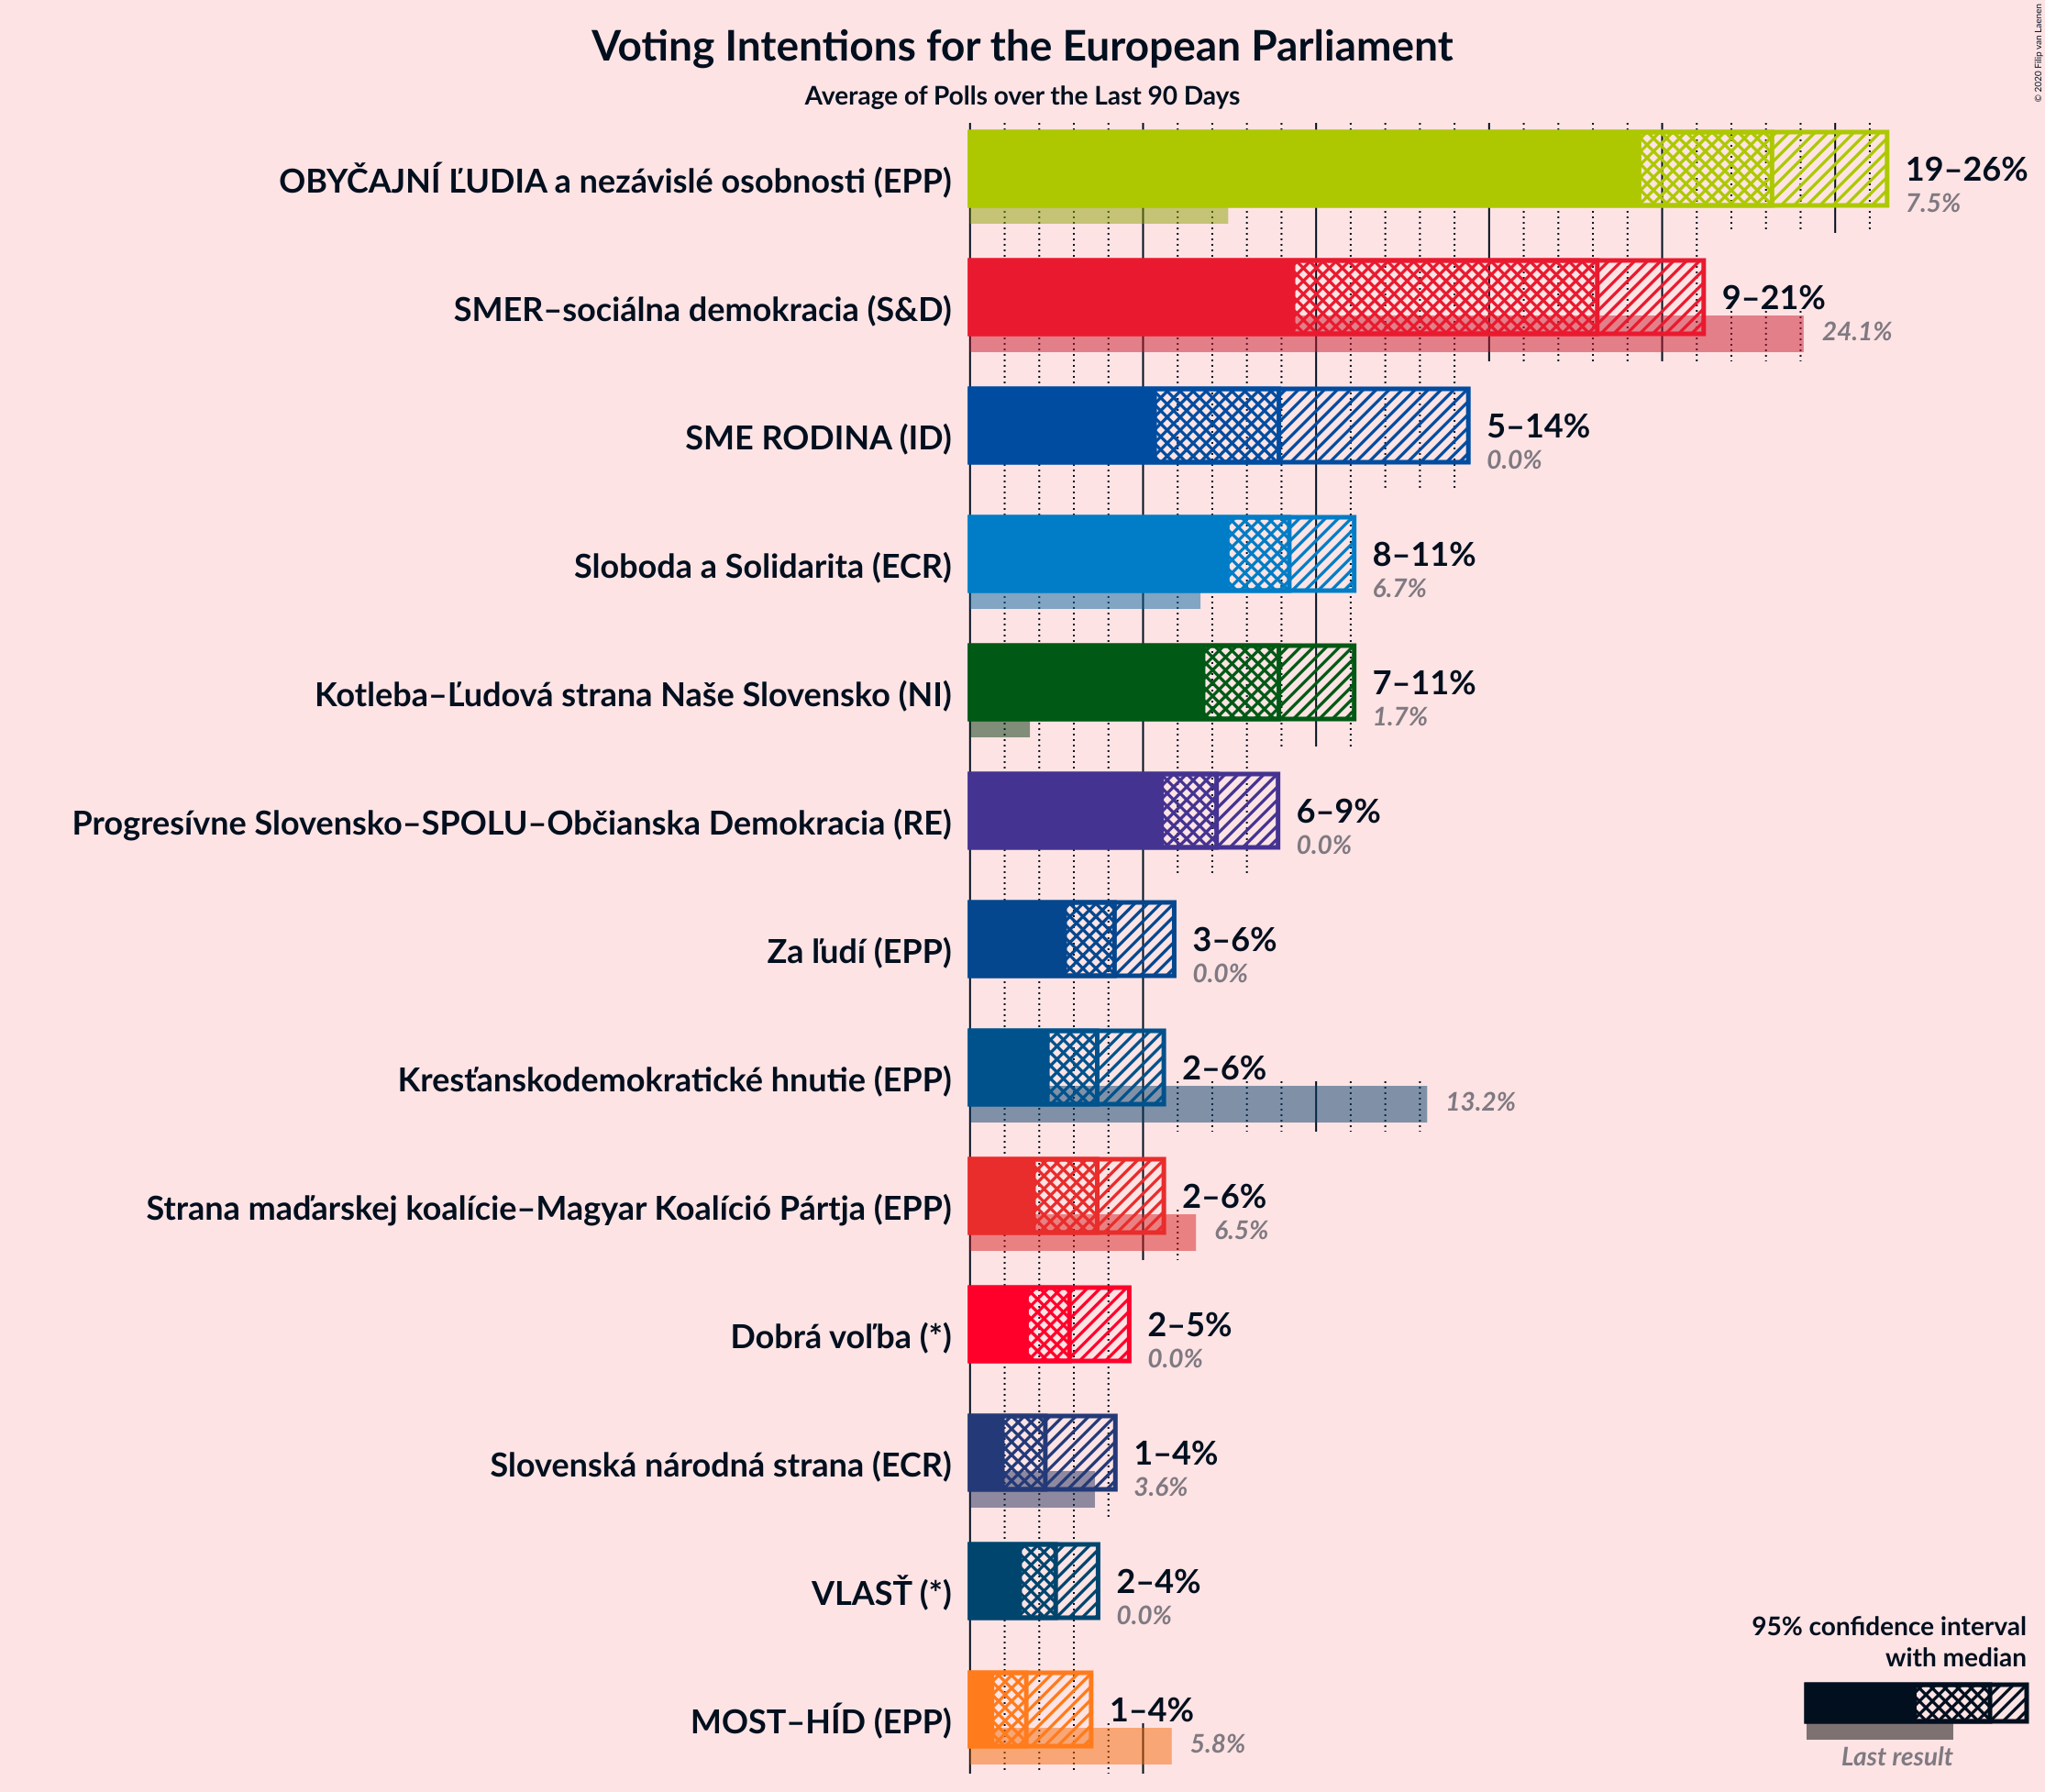 Voting Intentions for the European Parliament
Average of Polls over the Last 90 Days
© 2020 Filip van Laenen
OBYČAJNÍ ĽUDIA a nezávislé osobnosti (EPP)
19–26%
7.5%
SMER–sociálna demokracia (S&D)
9–21%
24.1%
SME RODINA (ID)
5–14%
0.0%
Sloboda a Solidarita (ECR)
8–11%
6.7%
Kotleba–Ľudová strana Naše Slovensko (NI)
7–11%
1.7%
Progresívne Slovensko–SPOLU–Občianska Demokracia (RE)
6–9%
0.0%
Za ľudí (EPP)
3–6%
0.0%
Kresťanskodemokratické hnutie (EPP)
2–6%
13.2%
Strana maďarskej koalície–Magyar Koalíció Pártja (EPP)
2–6%
6.5%
Dobrá voľba (*)
2–5%
0.0%
Slovenská národná strana (ECR)
1–4%
3.6%
VLASŤ (*)
2–4%
0.0%
MOST–HÍD (EPP)
1–4%
5.8%
95% confidence interval
with median
Last result